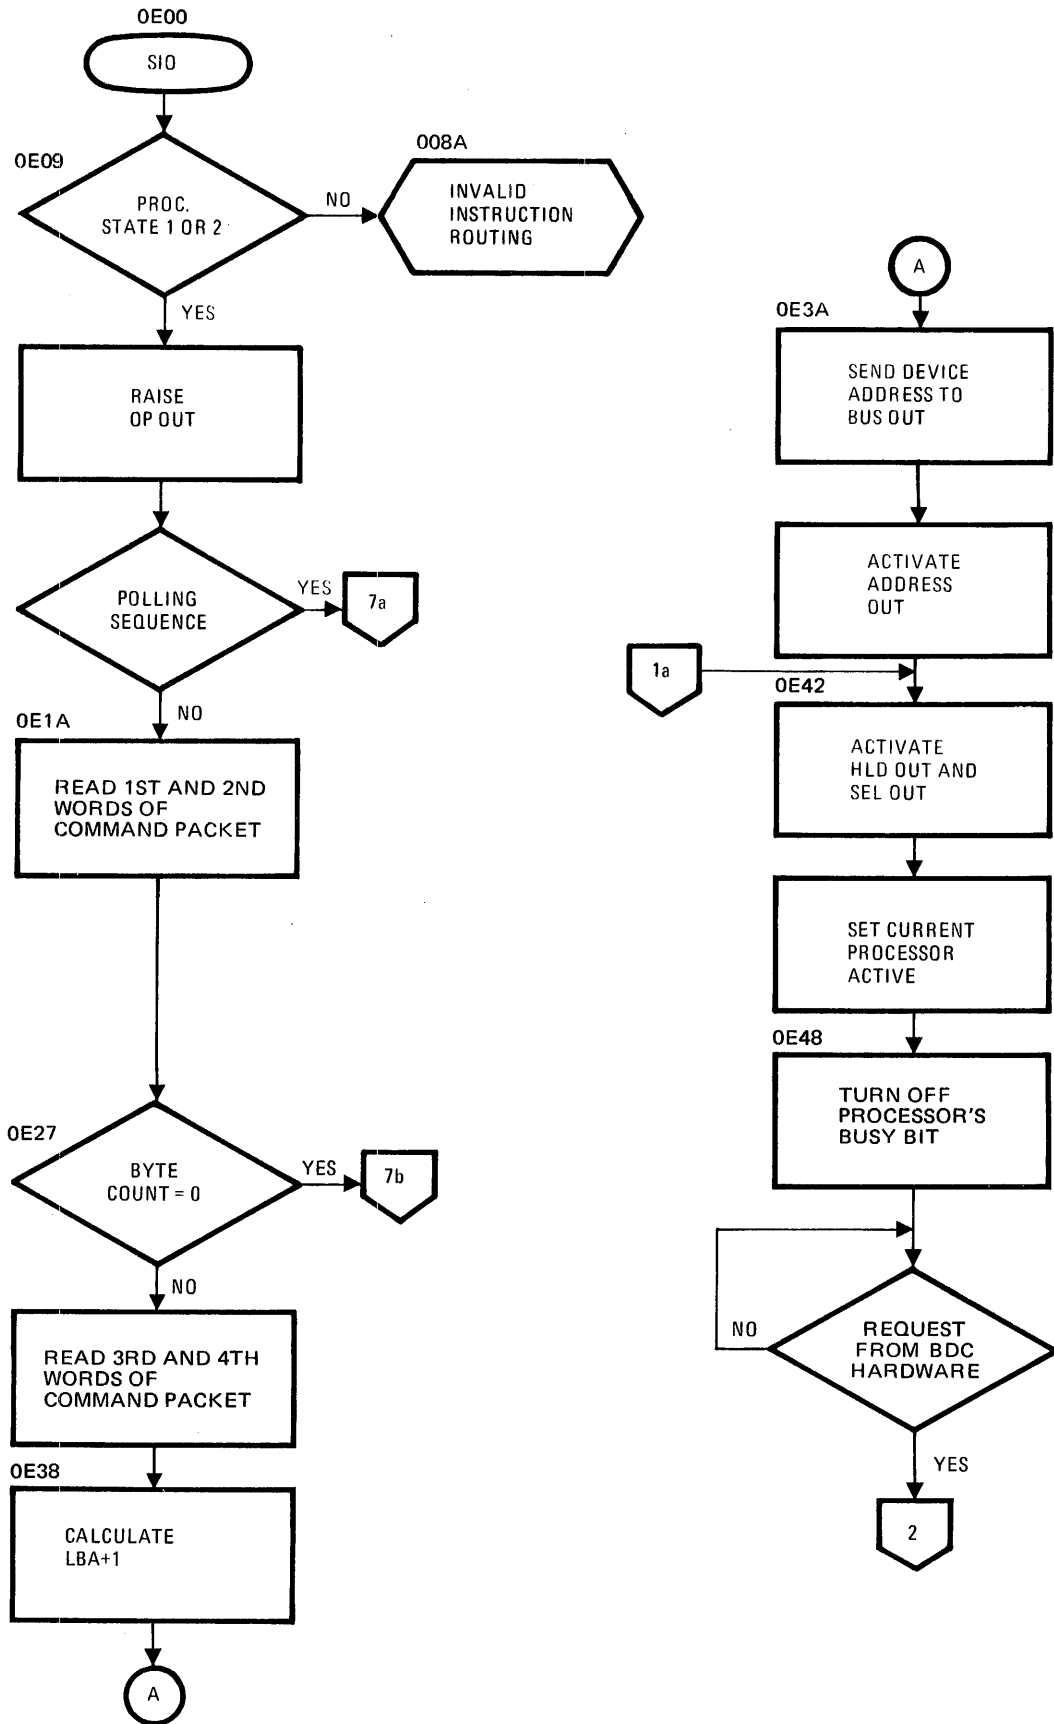 0E00
SIO
0E09
PROC.
STATE 1 OR 2
NO
008A
INVALID
INSTRUCTION
ROUTING
YES
RAISE
OP OUT
POLLING
SEQUENCE
YES
7a
NO
0E1A
READ 1ST AND 2ND
WORDS OF
COMMAND PACKET
0E27
BYTE
COUNT = 0
YES
7b
NO
READ 3RD AND 4TH
WORDS OF
COMMAND PACKET
0E38
CALCULATE
LBA+1
A
A
0E3A
SEND DEVICE
ADDRESS TO
BUS OUT
ACTIVATE
ADDRESS
OUT
1a
0E42
ACTIVATE
HLD OUT AND
SEL OUT
SET CURRENT
PROCESSOR
ACTIVE
0E48
TURN OFF
PROCESSOR'S
BUSY BIT
NO
REQUEST
FROM BDC
HARDWARE
YES
2